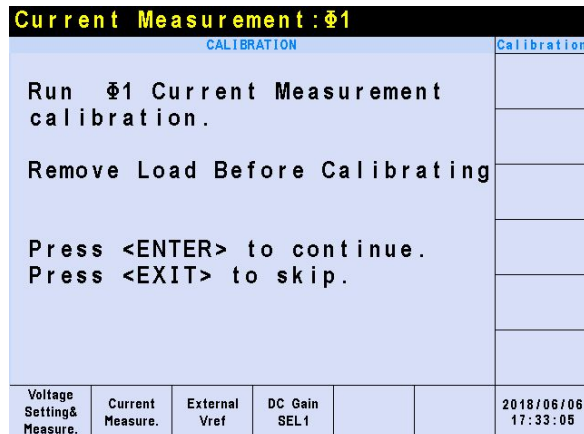 Current Measurement:Φ1
CALIBRATION
Calibration
Run Φ1 Current Measurement
calibration.
Remove Load Before Calibrating
Press <ENTER> to continue.
Press <EXIT> to skip.
Voltage
Setting&
Measure.
Current
Measure.
External
Vref
DC Gain
SEL1
2018/06/06
17:33:05